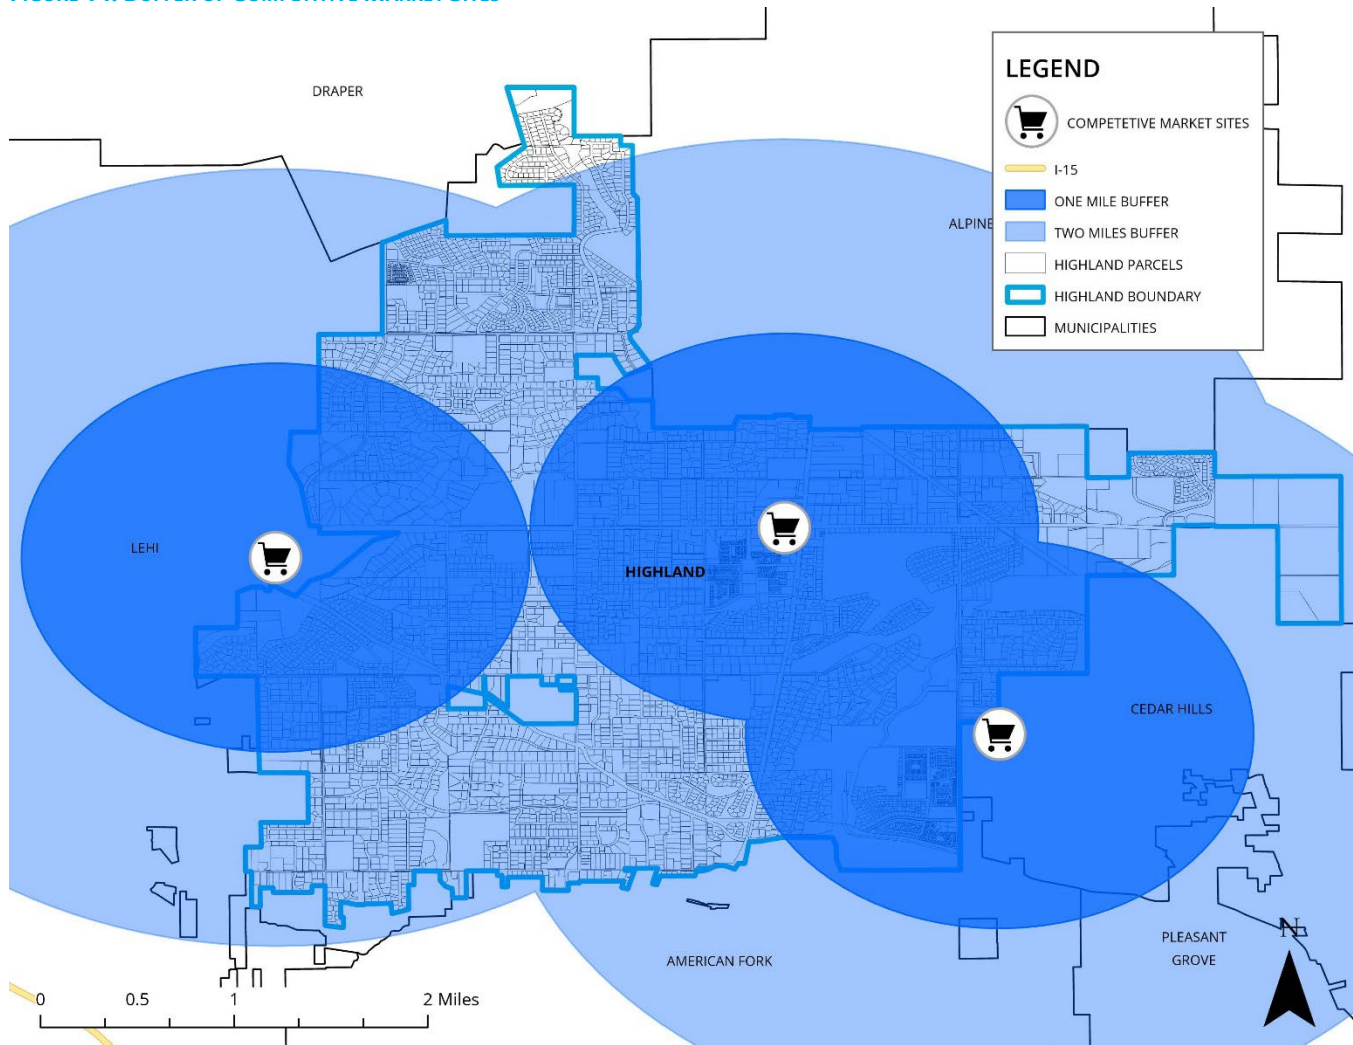 DRAPER
LEGEND
COMPETETIVE MARKET SITES
I-15
ONE MILE BUFFER
TWO MILES BUFFER
HIGHLAND PARCELS
HIGHLAND BOUNDARY
MUNICIPALITIES
ALPINE
LEHI
HIGHLAND
CEDAR HILLS
AMERICAN FORK
PLEASANT
GROVE
N
0 0.5 1 2 Miles